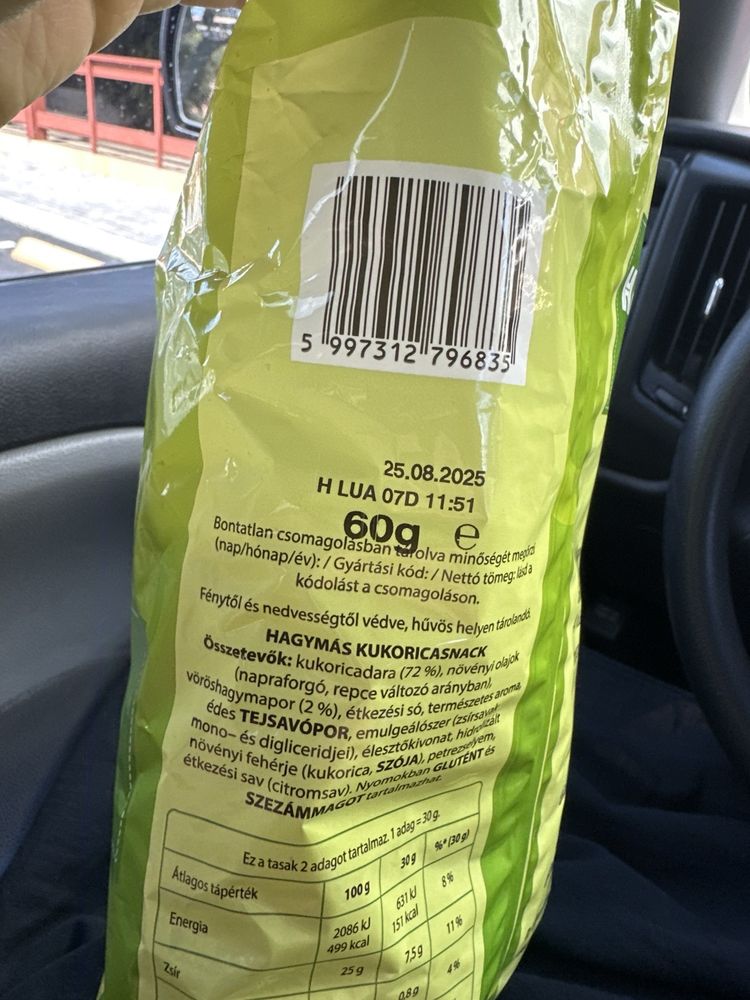 5 997312 796835
25.08.2025
H LUA 07D 11:51
60g e
Bontatlan csomagolásban tárolva minőségét megőrzi
(nap/hónap/év): / Gyártási kód: / Nettó tömeg: lásd a
kódolást a csomagoláson.
Fénytől és nedvességtől védve, hűvös helyen tárolandó.
HAGYMÁS KUKORICASNACK
Összetevők: kukoricadara (72 %), növényi olajok
(napraforgó, repce változó arányban),
vöröshagymapor (2 %), étkezési só, természetes aroma,
édes TEJSAVÓPOR, emulgeálószer (zsírsavak
mono– és digliceridjei), élesztőkivonat, hidrolizált
növényi fehérje (kukorica, SZÓJA), petrezselyem,
étkezési sav (citromsav). Nyomokban GLUTÉNT és
SZEZÁMMAGOT tartalmazhat.
Ez a tasak 2 adagot tartalmaz. 1 adag = 30 g.
Átlagos tápérték 100 g 30 g %* (30 g)
Energia 2086 kJ 631 kJ 8%
499 kcal 151 kcal
Zsír 25 g 7,5 g 11%
0,8 g 4%